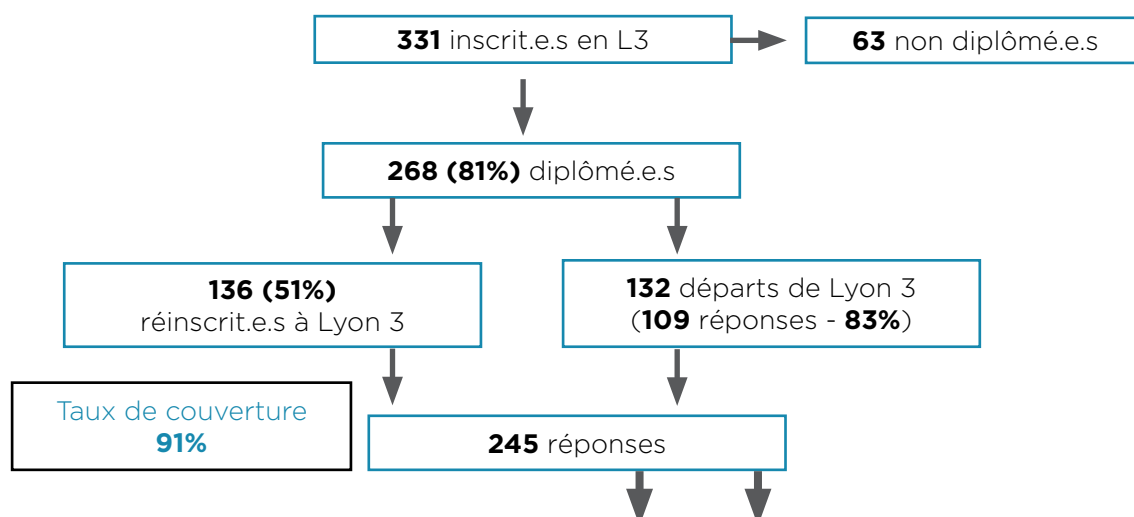 331 inscrit.e.s en L3
63 non diplômé.e.s
268 (81%) diplômé.e.s
136 (51%)
réinscrit.e.s à Lyon 3
132 départs de Lyon 3
(109 réponses - 83%)
Taux de couverture
91%
245 réponses